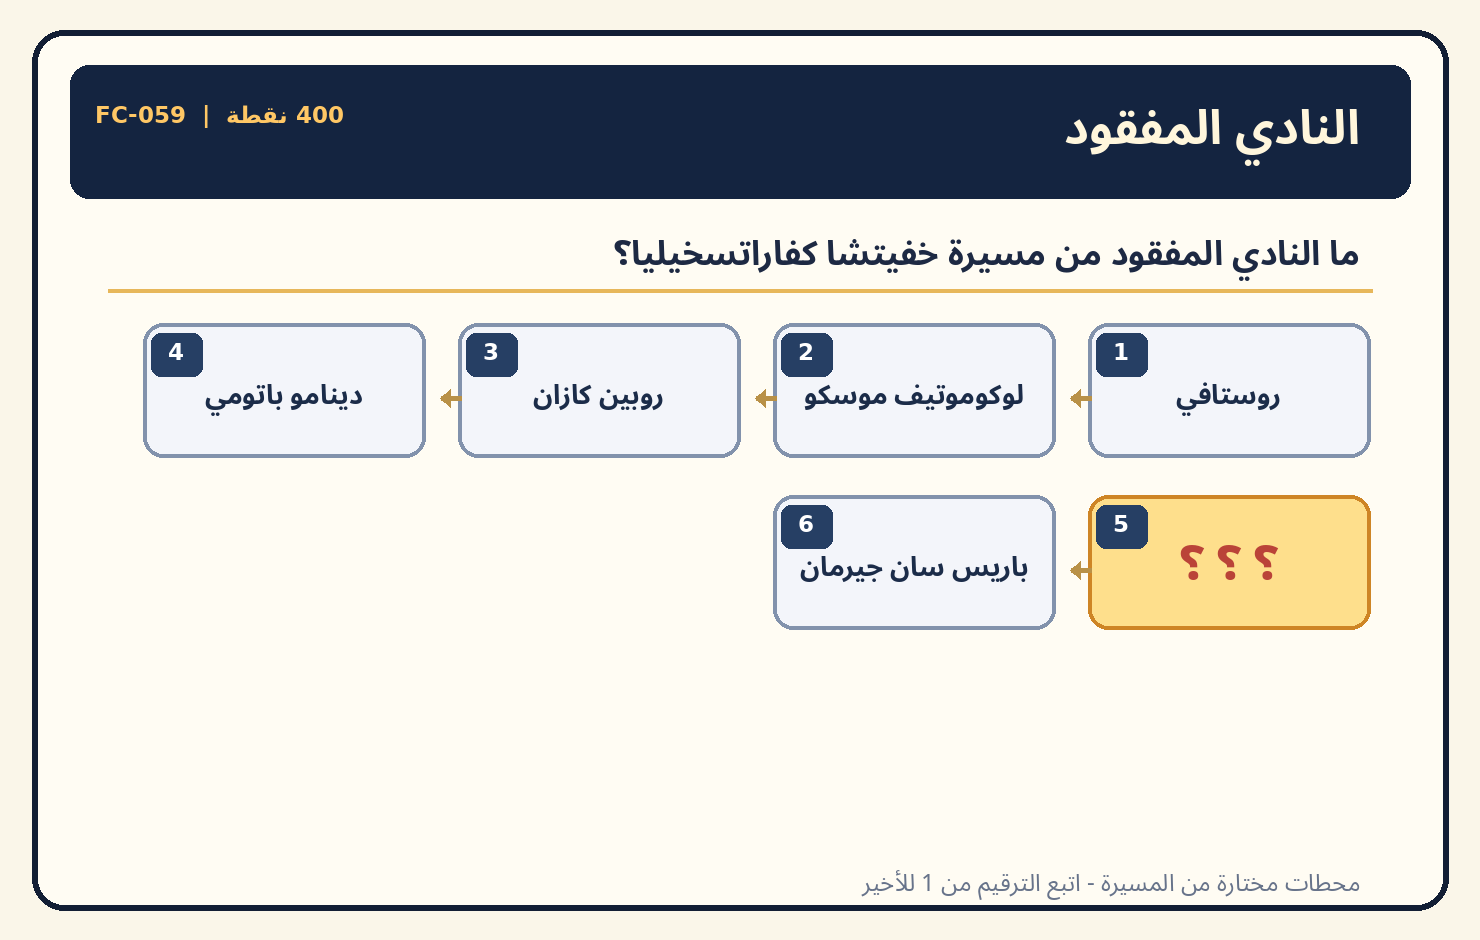 النادي المفقود
400 نقطة | FC-059
ما النادي المفقود من مسيرة خفيتشا كفاراتسخيليا؟
1
روستافي
2
لوكوموتيف موسكو
3
روبين كازان
4
دينامو باتومي
5
؟ ؟ ؟
6
باريس سان جيرمان
محطات مختارة من المسيرة - اتبع الترقيم من 1 للأخير